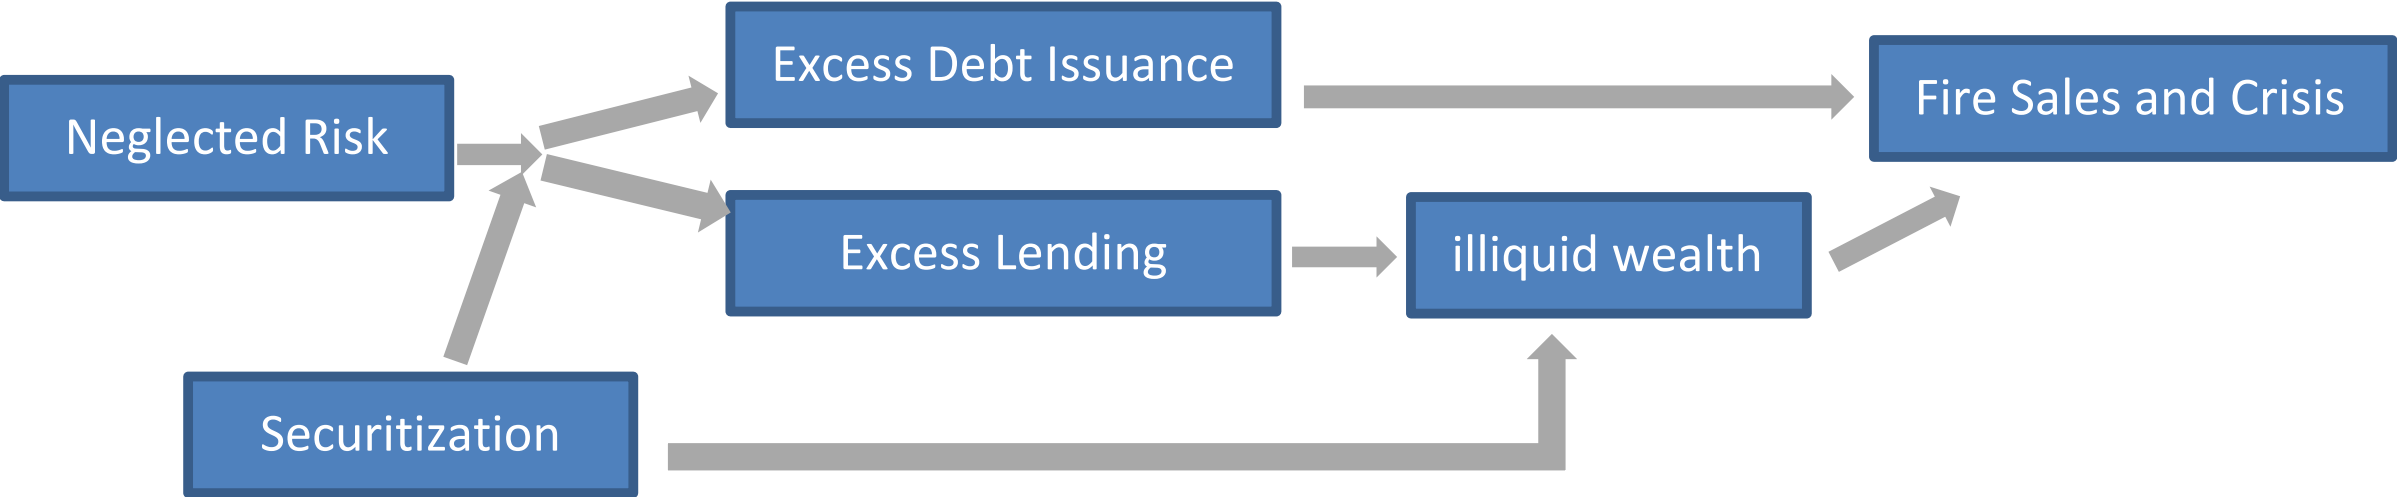 Neglected Risk
Excess Debt Issuance
Fire Sales and Crisis
Excess Lending
illiquid wealth
Securitization